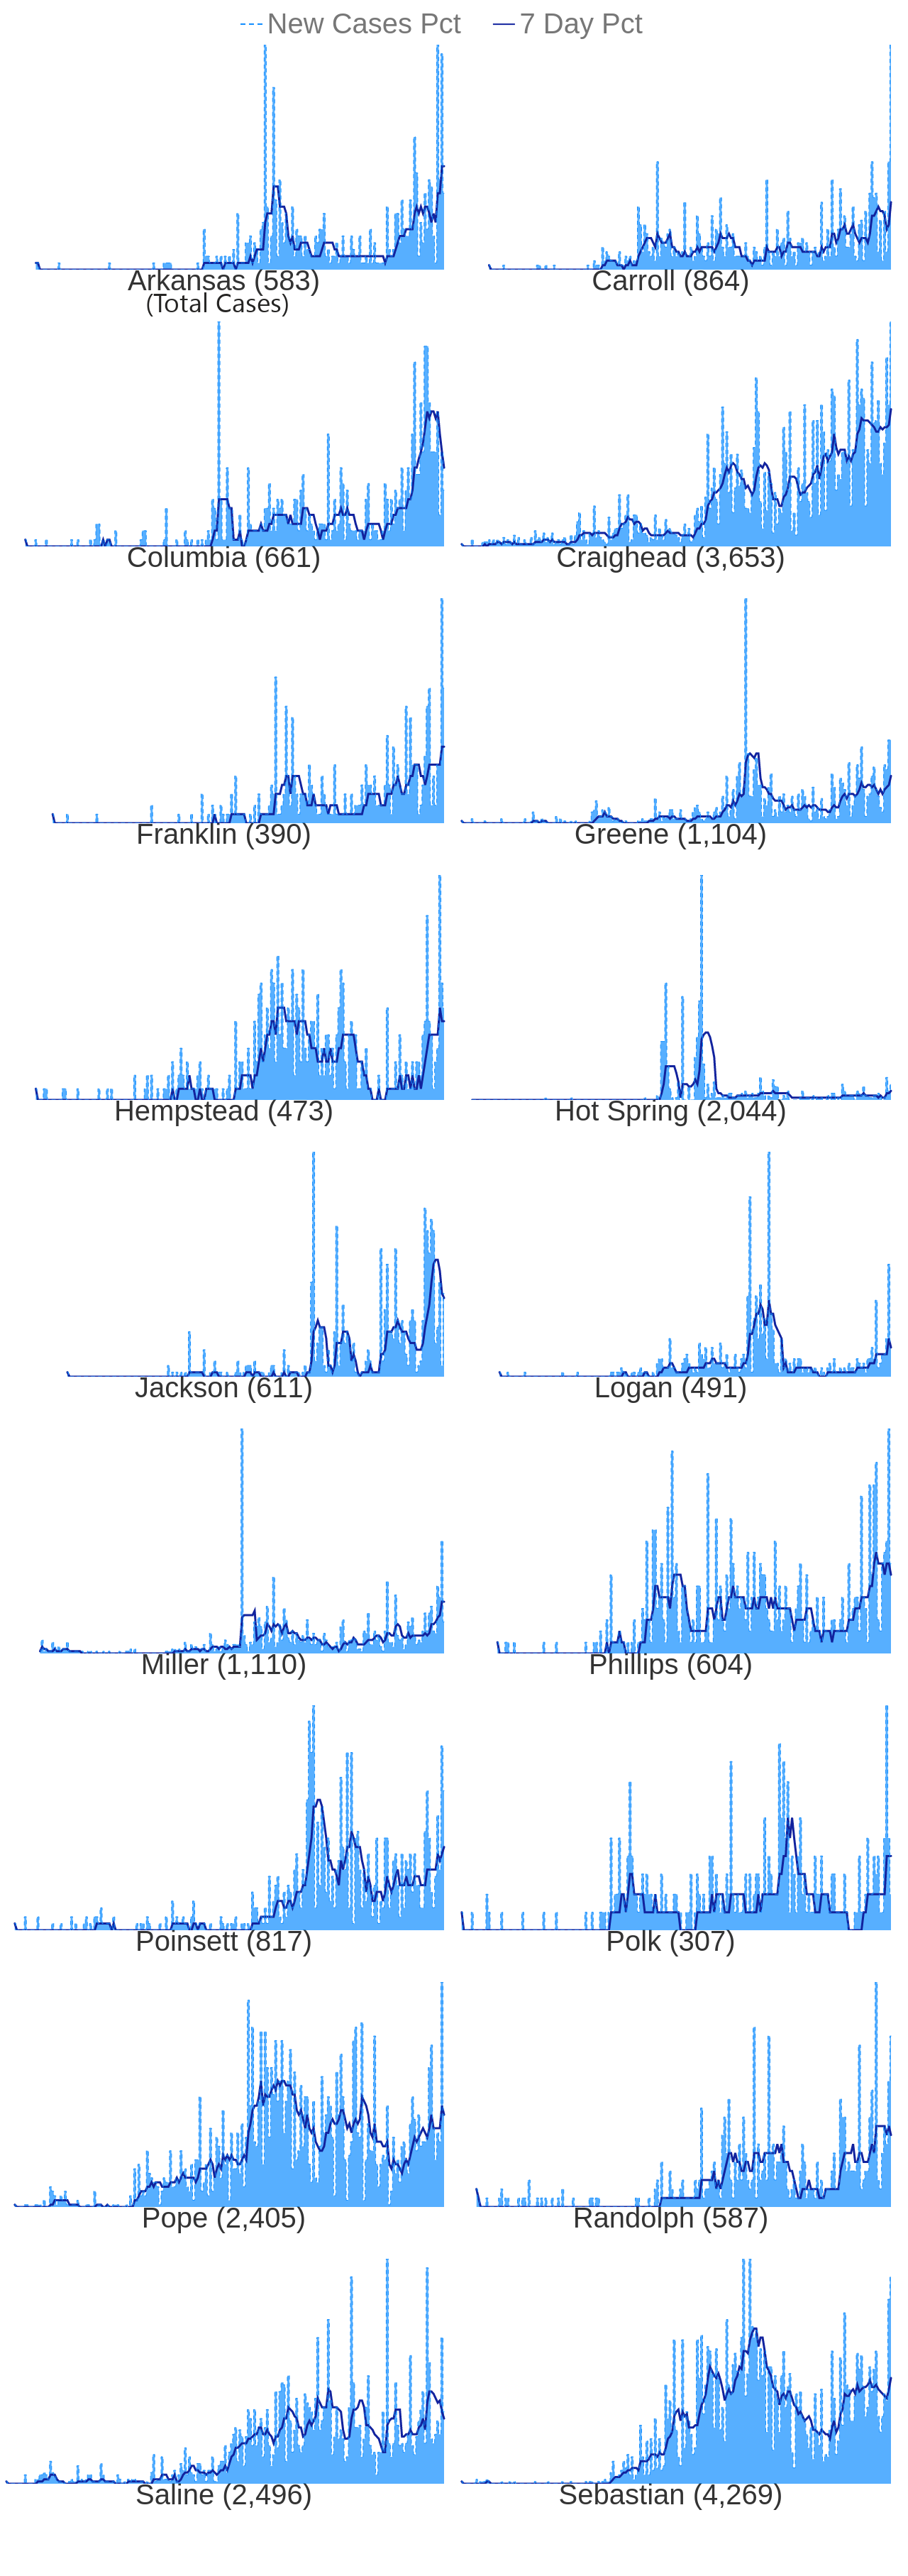 New Cases Pct 7 Day Pct
Arkansas (583) Carroll (864)
(Total Cases)
Columbia (661) Craighead (3,653)
Franklin (390) Greene (1,104)
Hempstead (473) Hot Spring (2,044)
Jackson (611) Logan (491)
Miller (1,110) Phillips (604)
Poinsett (817) Polk (307)
Pope (2,405) Randolph (587)
Saline (2,496) Sebastian (4,269)